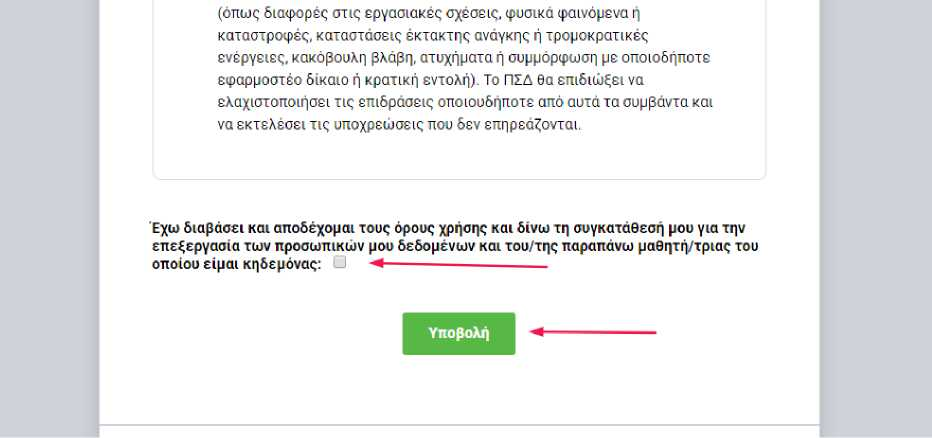 (όπως διαφορές στις εργασιακές σχέσεις, φυσικά φαινόμενα ή
καταστροφές, καταστάσεις έκτακτης ανάγκης ή τρομοκρατικές
ενέργειες, κακόβουλη βλάβη, ατυχήματα ή συμμόρφωση με οποιοδήποτε
εφαρμοστέο δίκαιο ή κρατική εντολή). Το ΠΣΔ θα επιδιώξει να
ελαχιστοποιήσει τις επιδράσεις οποιουδήποτε από αυτά τα συμβάντα και
να εκτελέσει τις υποχρεώσεις που δεν επηρεάζονται.
Έχω διαβάσει και αποδέχομαι τους όρους χρήσης και δίνω τη συγκατάθεσή μου για την
επεξεργασία των προσωπικών μου δεδομένων και του/της παραπάνω μαθητή/τριας του
οποίου είμαι κηδεμόνας:
Υποβολή